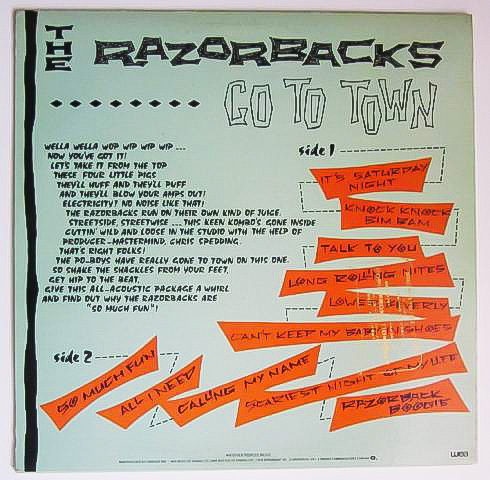 THE RAZORBACKS
GO TO TOWN
WELLA WELLA WOP WIP WIP WIP ...
NOW YOU'VE GOT IT!
LET'S TAKE IT FROM THE TOP
THESE FOUR LITTLE PIGS
THEY'LL HUFF AND THEY'LL PUFF
AND THEY'LL BLOW YOUR AMPS OUT!
ELECTRICITY? NO NOISE LIKE THAT!
THE RAZORBACKS RUN ON THEIR OWN KIND OF JUICE.
STREETSIDE, STREETWISE .... THIS KEEN KOMBO'S GONE INSIDE
CUTTIN' WILD AND LOOSE IN THE STUDIO WITH THE HELP OF
PRODUCER-MASTERMIND, CHRIS SPEDDING.
THAT'S RIGHT FOLKS!
THE PO-BOYS HAVE REALLY GONE TO TOWN ON THIS ONE.
SO SHAKE THE SHACKLES FROM YOUR FEET,
GET HIP TO THE BEAT,
GIVE THIS ALL-ACOUSTIC PACKAGE A WHIRL
AND FIND OUT WHY THE RAZORBACKS ARE
"SO MUCH FUN"!
side 1
IT'S SATURDAY
NIGHT
KNOCK KNOCK
BIM BAM
TALK TO YOU
LONG ROLLING NITES
LOWER
CAN'T KEEP MY BABY IN SHOES
side 2
SO MUCH FUN
ALL I NEED
CALLING MY NAME
SCARIEST NIGHT OF MY LIFE
RAZORBACK
BOOGIE
wea